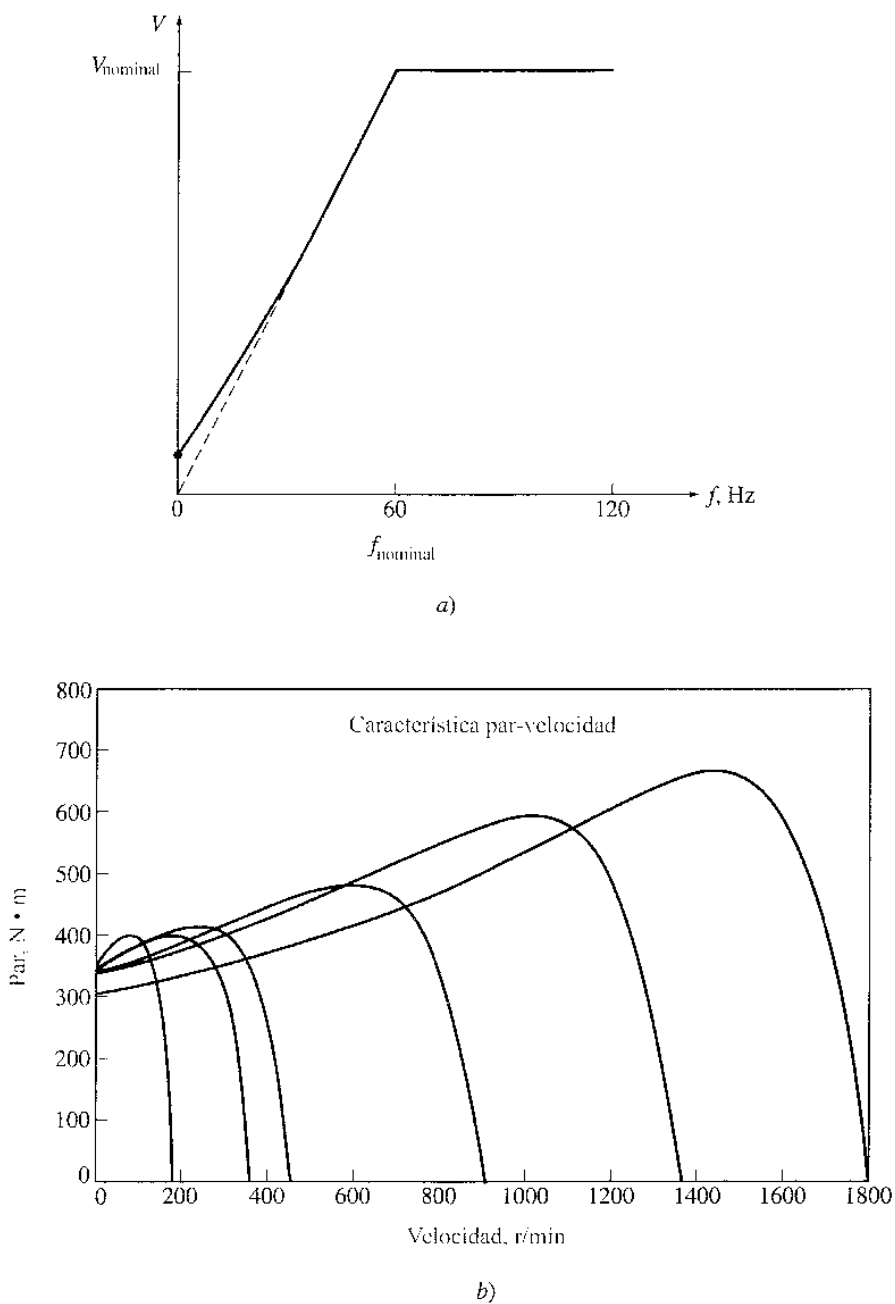 V
Vnominal
0
60
120
f, Hz
fnominal
a)
800
700
600
500
400
300
200
100
0
Par, N • m
Característica par-velocidad
0
200
400
600
800
1000
1200
1400
1600
1800
Velocidad, r/min
b)